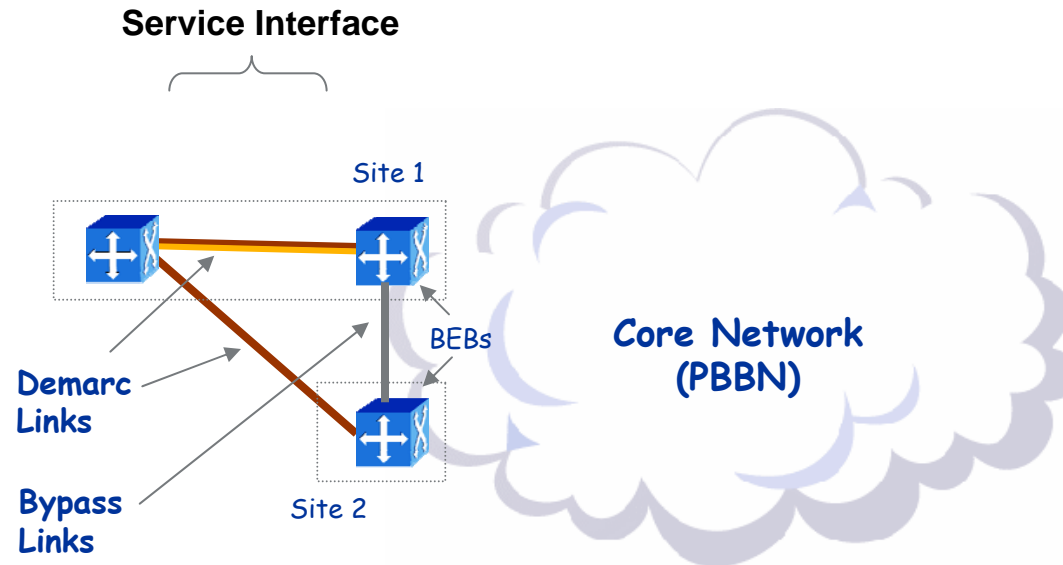 Service Interface
Site 1
BEBs
Core Network
(PBBN)
Demarc
Links
Bypass
Links
Site 2